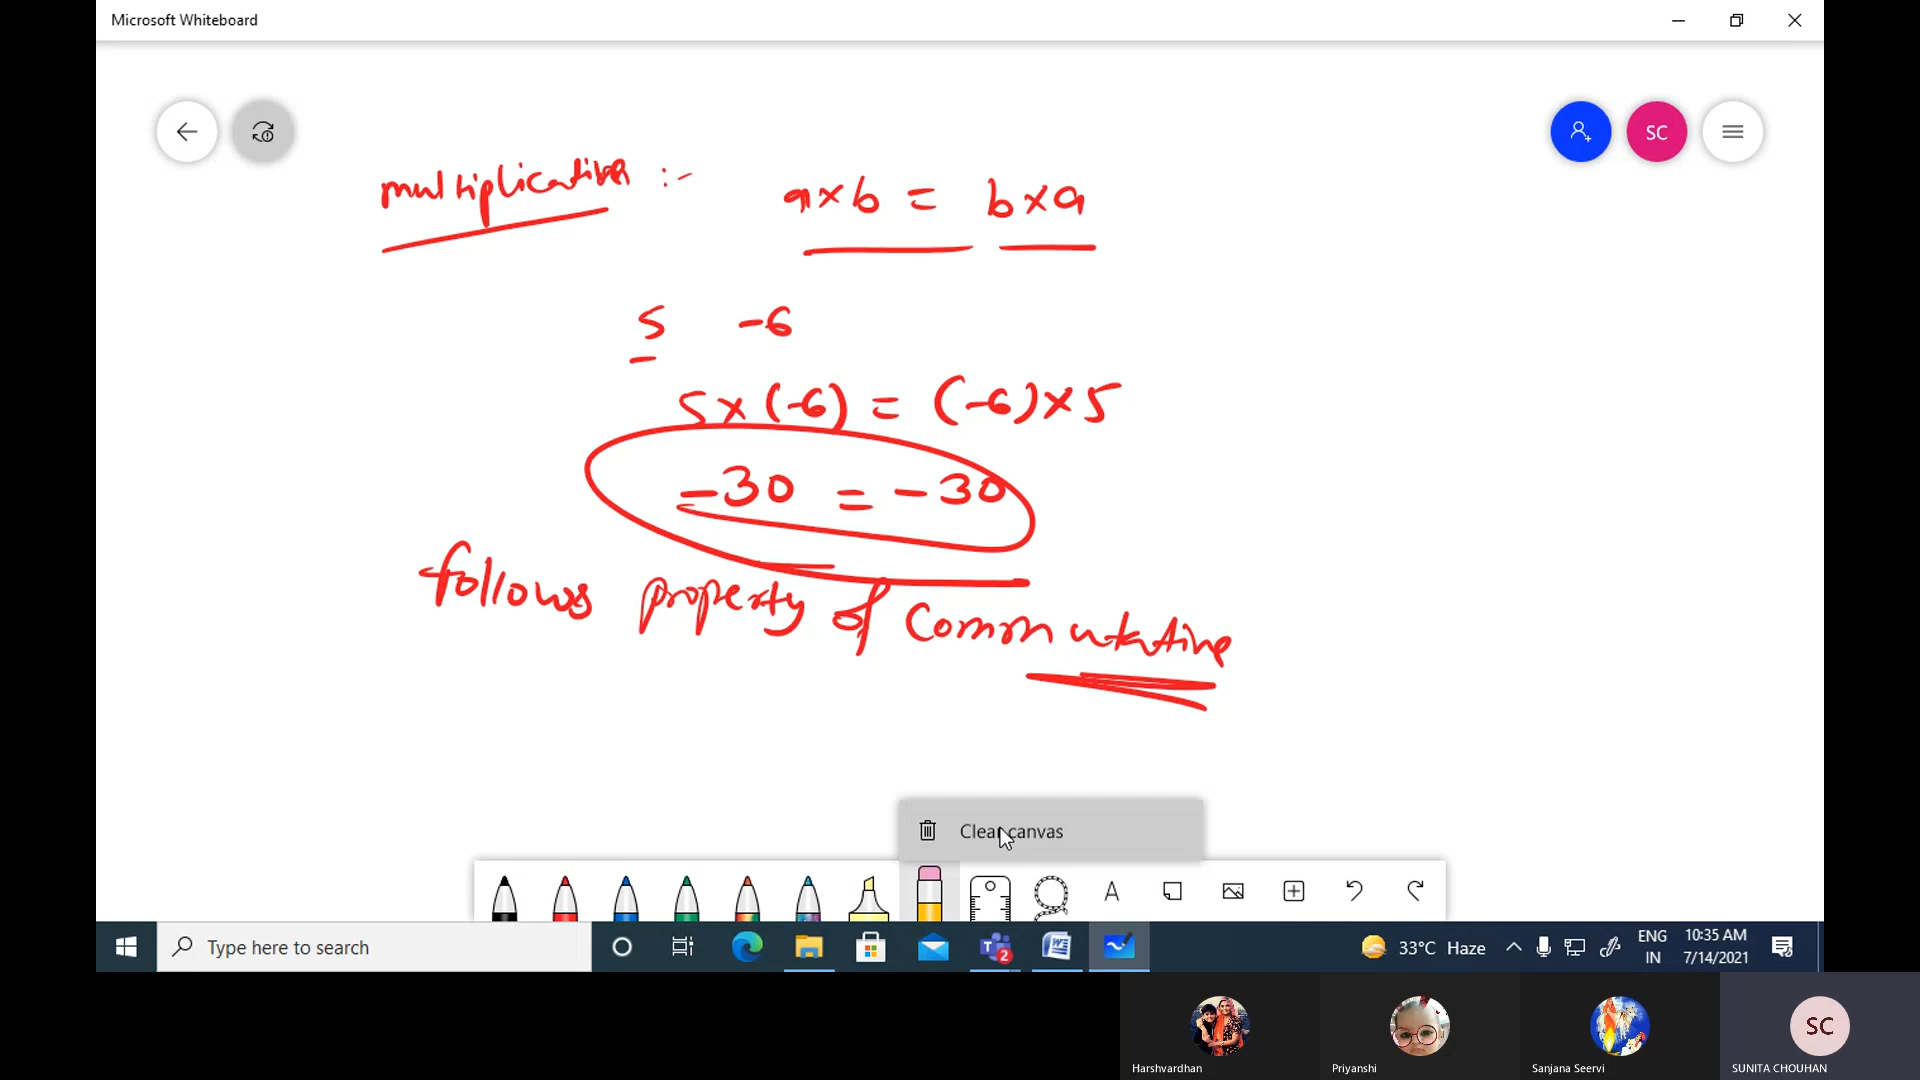 Microsoft Whiteboard
SC
multiplication :-
a×b = b×a
5 -6
5×(-6) = (-6)×5
-30 = -30
follows property of Commutative
Clear canvas
A
Type here to search
2
33°C Haze
ENG
IN
10:35 AM
7/14/2021
SC
Harshvardhan
Priyanshi
Sanjana Seervi
SUNITA CHOUHAN